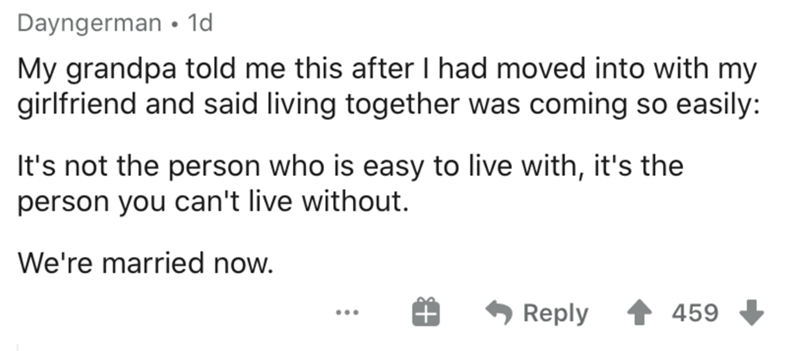 Dayngerman • 1d
My grandpa told me this after I had moved into with my
girlfriend and said living together was coming so easily:
It's not the person who is easy to live with, it's the
person you can't live without.
We're married now.
... Reply 459